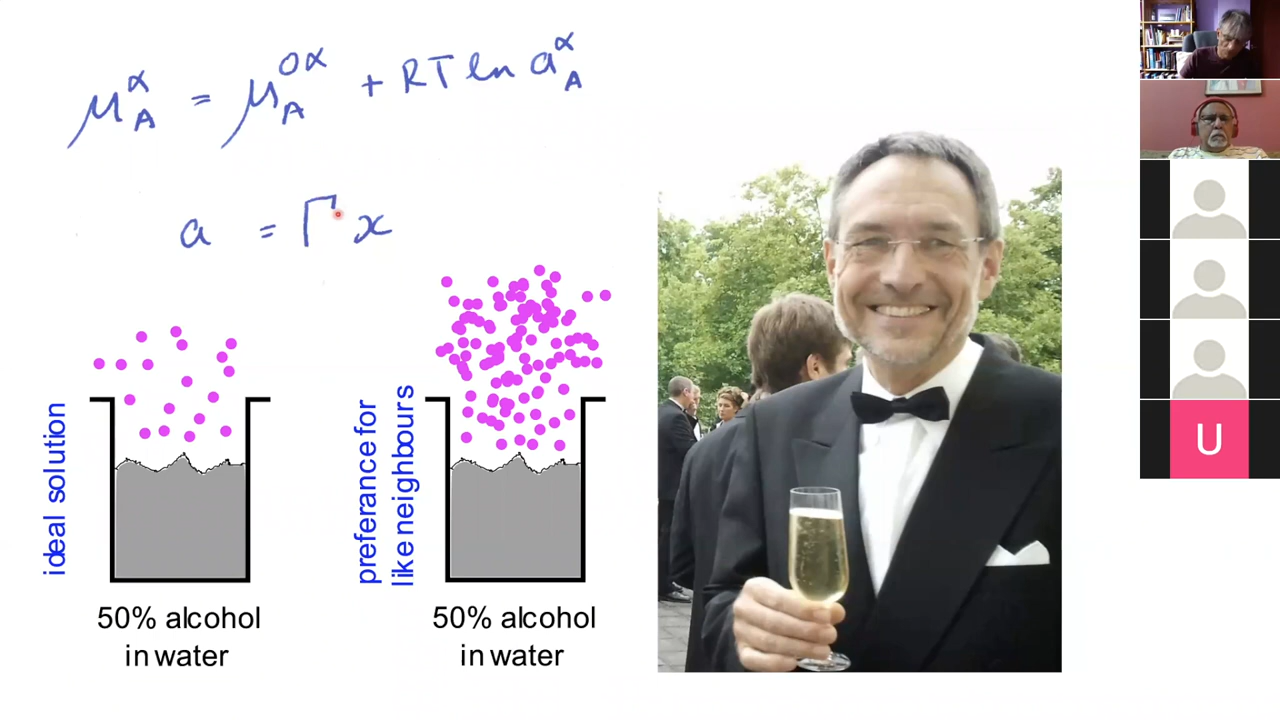 μ_A^α = μ_A^{0α} + RT ln a_A^α
a = Γ x
ideal solution
preferance for
like neighbours
50% alcohol
in water
50% alcohol
in water
U